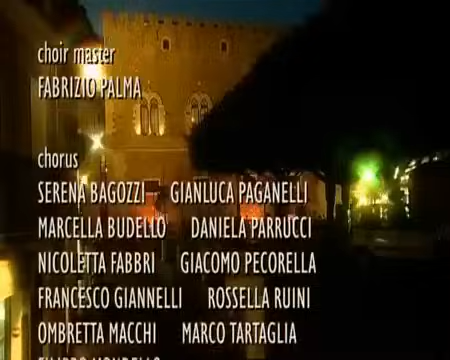 choir master
FABRIZIO PALMA
chorus
SERENA BAGOZZI GIANLUCA PAGANELLI
MARCELLA BUDELLO DANIELA PARRUCCI
NICOLETTA FABBRI GIACOMO PECORELLA
FRANCESCO GIANNELLI ROSSELLA RUINI
OMBRETTA MACCHI MARCO TARTAGLIA